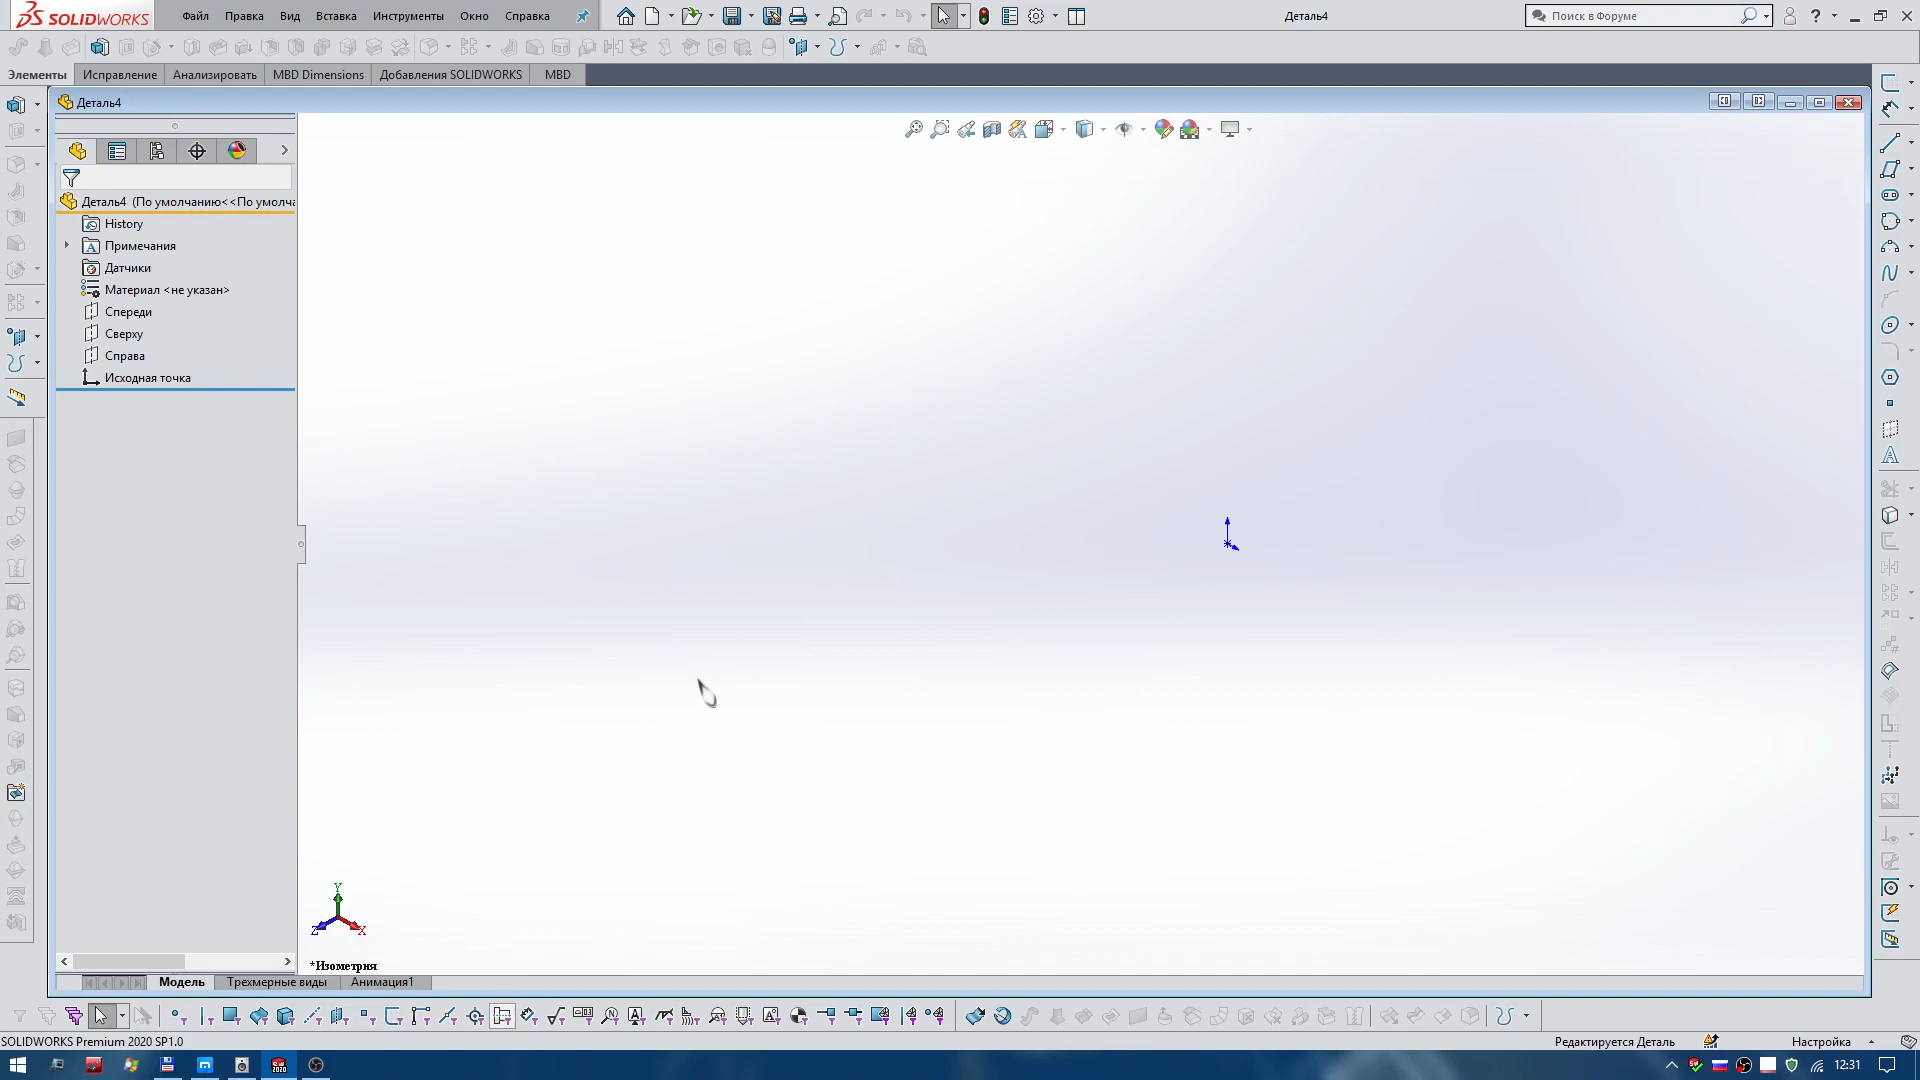 SOLIDWORKS
Файл
Правка
Вид
Вставка
Инструменты
Окно
Справка
Деталь4
Поиск в Форуме
Элементы
Исправление
Анализировать
MBD Dimensions
Добавления SOLIDWORKS
MBD
Деталь4
Деталь4 (По умолчанию<<По умолча
History
Примечания
Датчики
Материал <не указан>
Спереди
Сверху
Справа
Исходная точка
Y
Z
X
*Изометрия
Модель
Трехмерные виды
Анимация1
SOLIDWORKS Premium 2020 SP1.0
Редактируется Деталь
Настройка
12:31